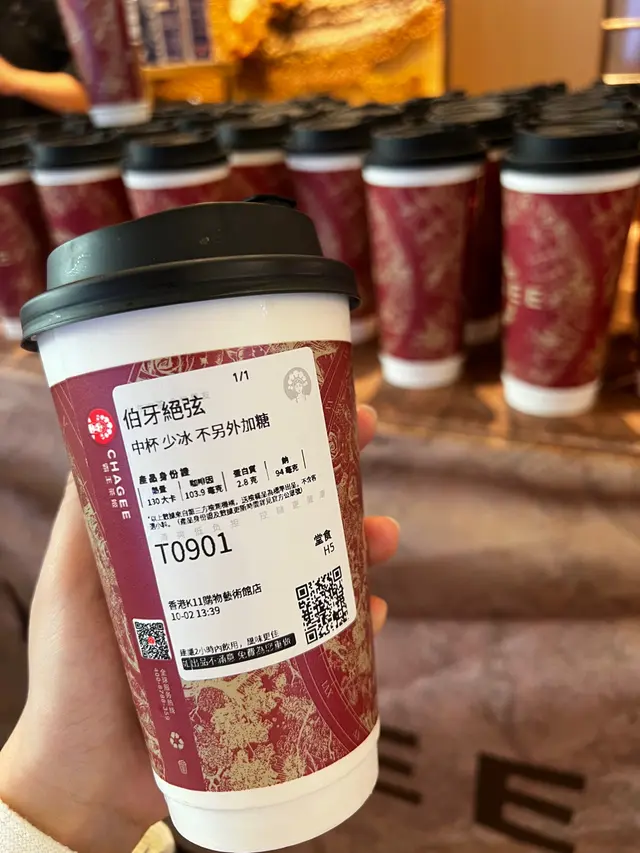 1/1
伯牙絕弦
中杯 少冰 不另外加糖
產品身份證
熱量 咖啡因 蛋白質 鈉
130 大卡 103.9 毫克 2.8 克 94 毫克
T0901
堂食
H5
香港K11購物藝術館店
10-02 13:39
建議2小時內飲用，風味更佳
CHAGEE
霸王茶姬
EE
E E